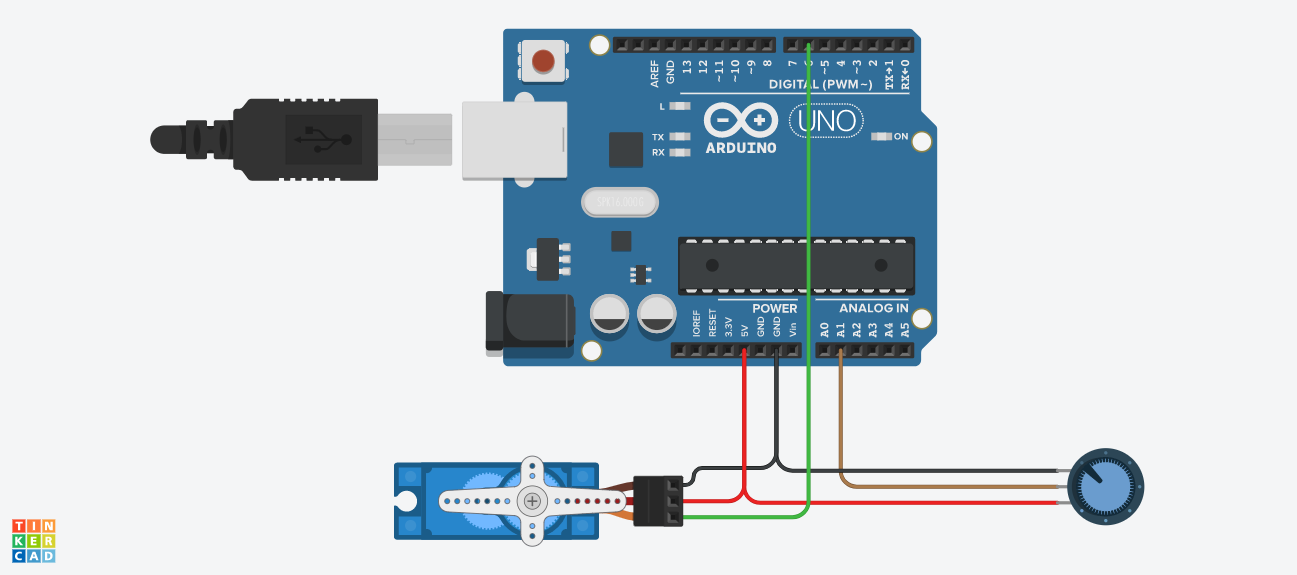 AREF
GND
13
12
~11
~10
~9
8
7
~5
4
~3
2
TX→1
RX←0
DIGITAL (PWM~)
L
TX
RX
ARDUINO
UNO
ON
POWER
ANALOG IN
IOREF
RESET
3.3V
5V
GND
GND
Vin
A0
A1
A2
A3
A4
A5
TIN
KER
CAD